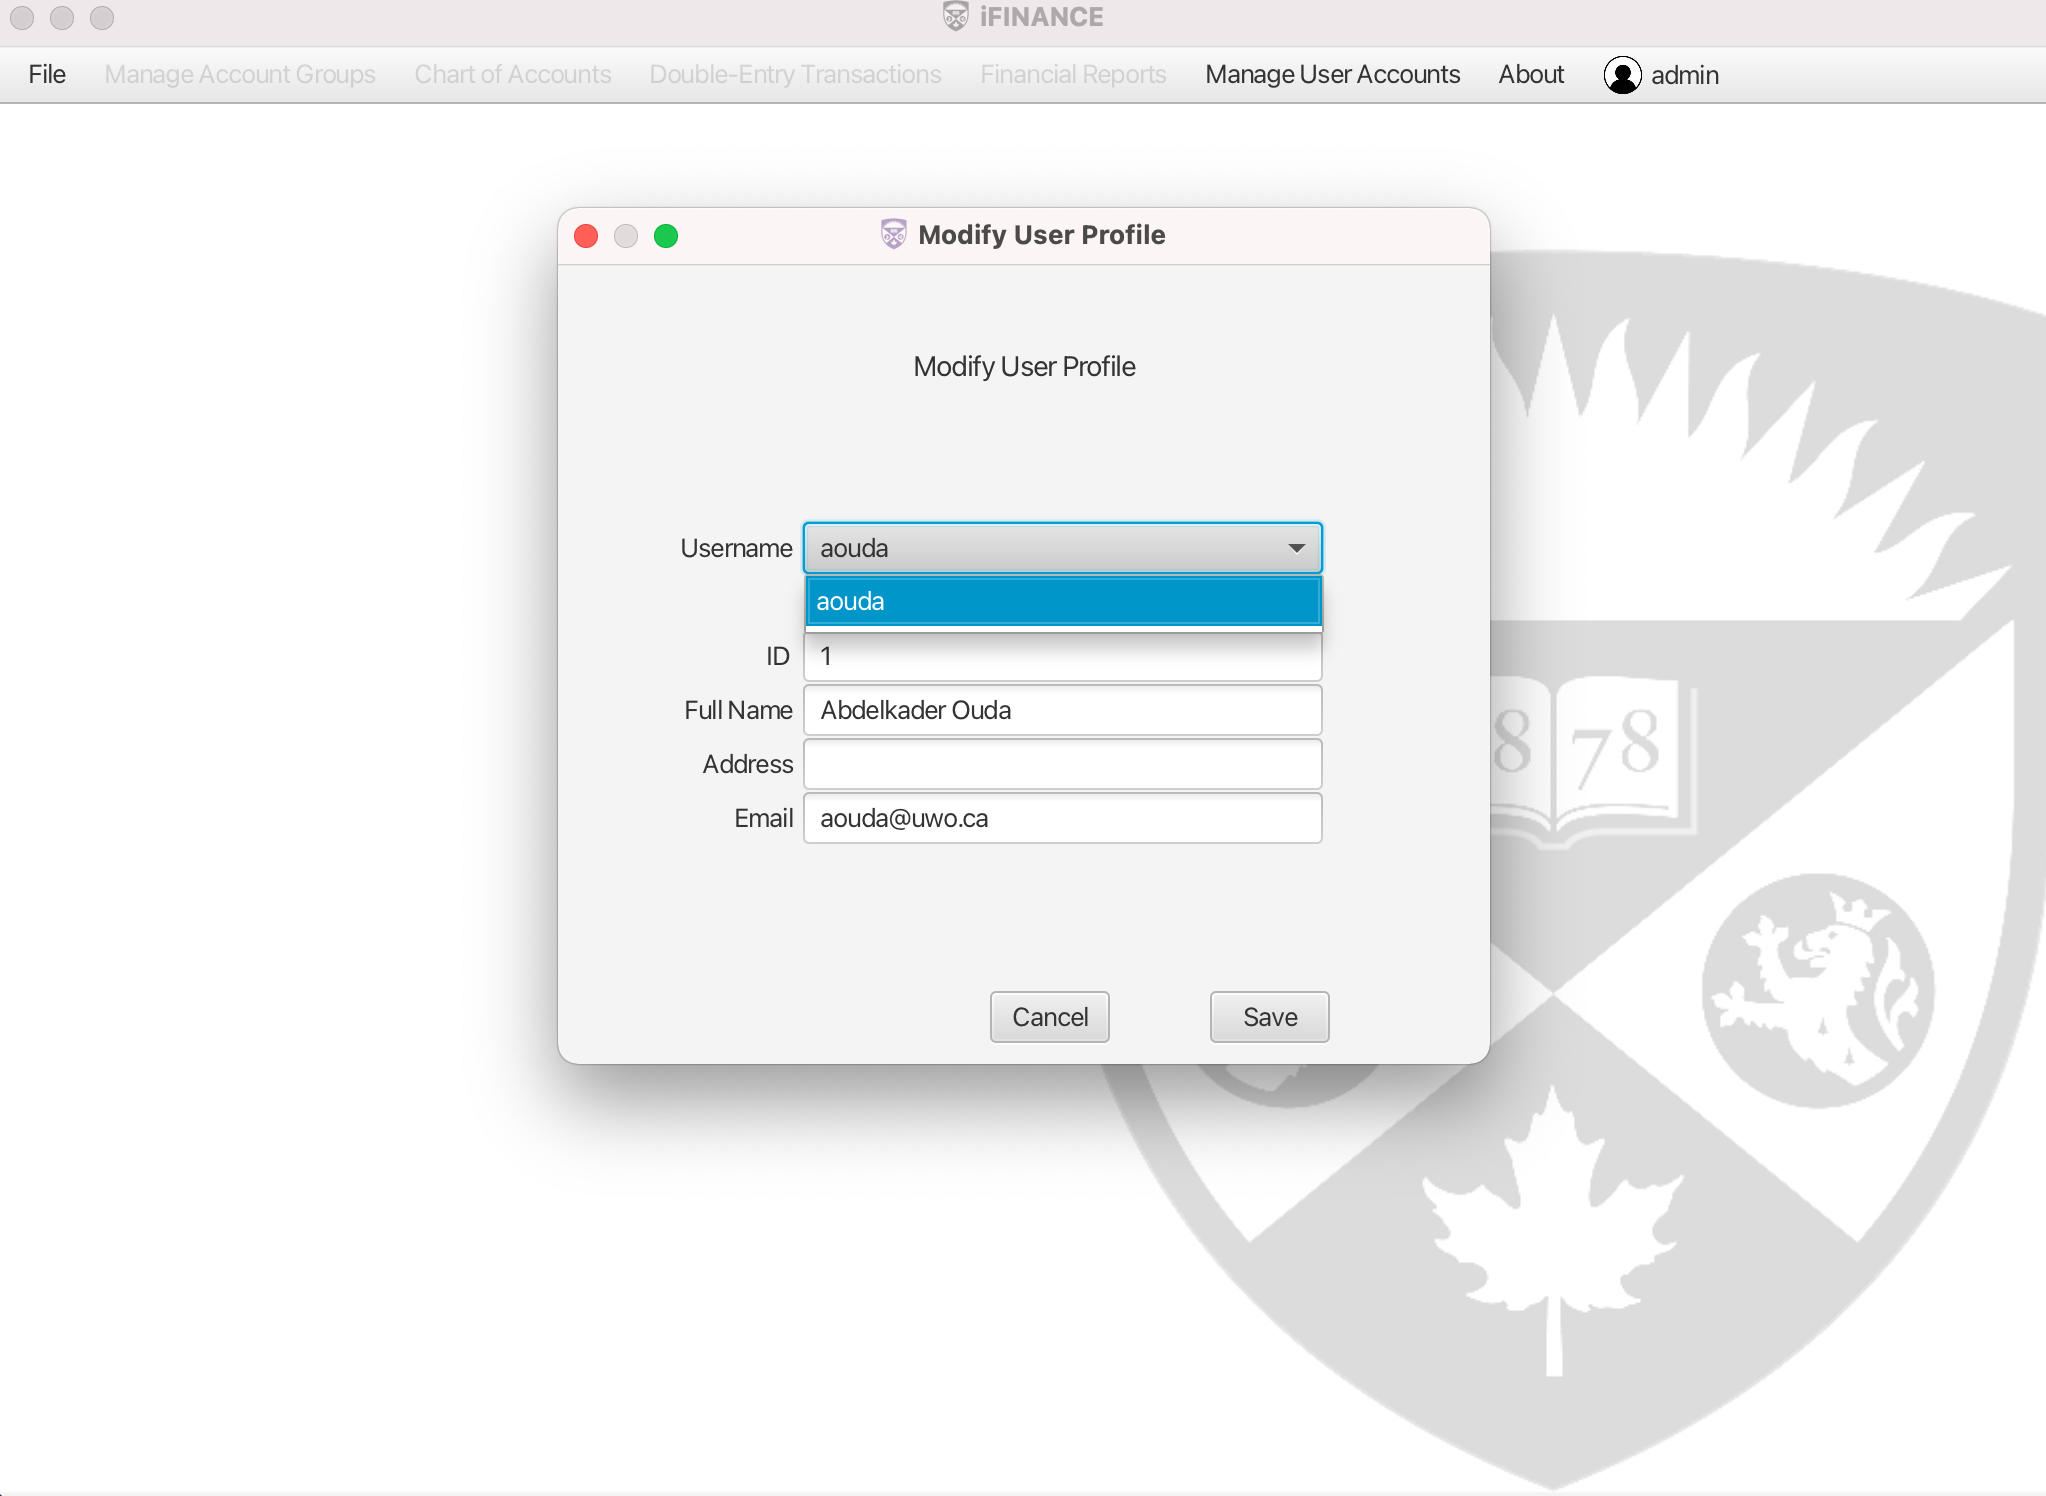 iFINANCE
File Manage Account Groups Chart of Accounts Double-Entry Transactions Financial Reports Manage User Accounts About admin
Modify User Profile
Modify User Profile
Username aouda
aouda
ID 1
Full Name Abdelkader Ouda
Address
Email aouda@uwo.ca
Cancel Save
8 78